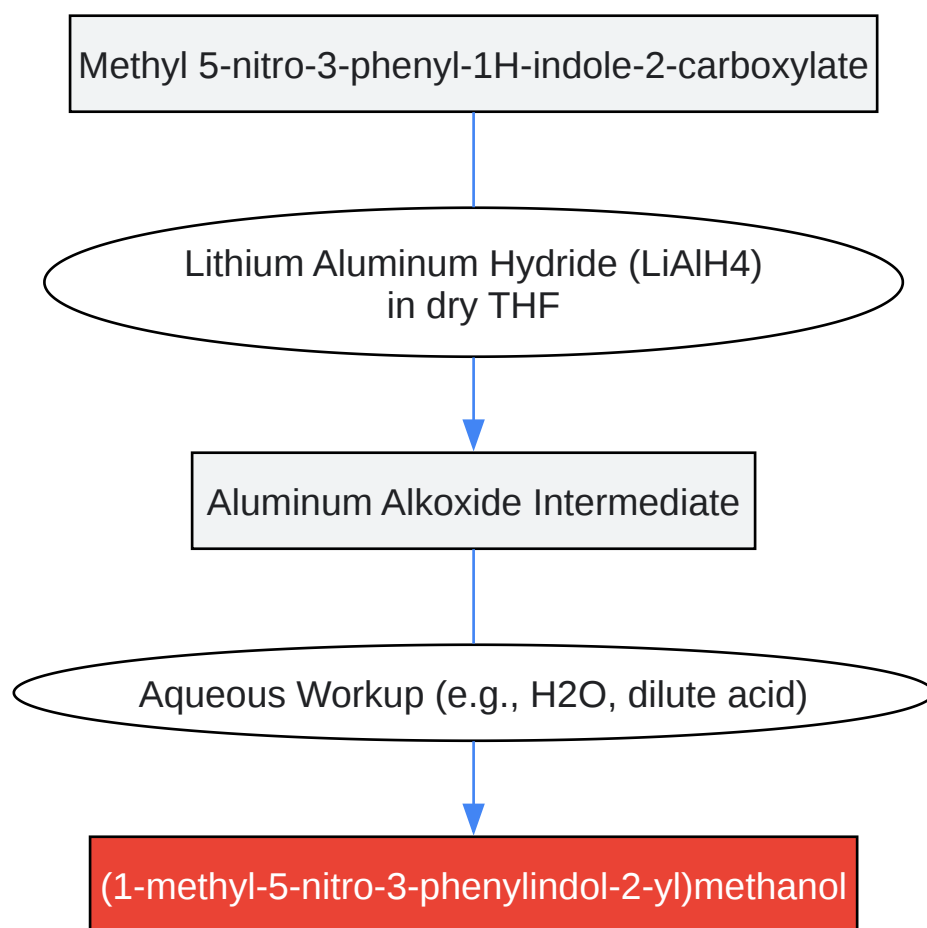 Methyl 5-nitro-3-phenyl-1H-indole-2-carboxylate
Lithium Aluminum Hydride (LiAlH4)
in dry THF
Aluminum Alkoxide Intermediate
Aqueous Workup (e.g., H2O, dilute acid)
(1-methyl-5-nitro-3-phenylindol-2-yl)methanol